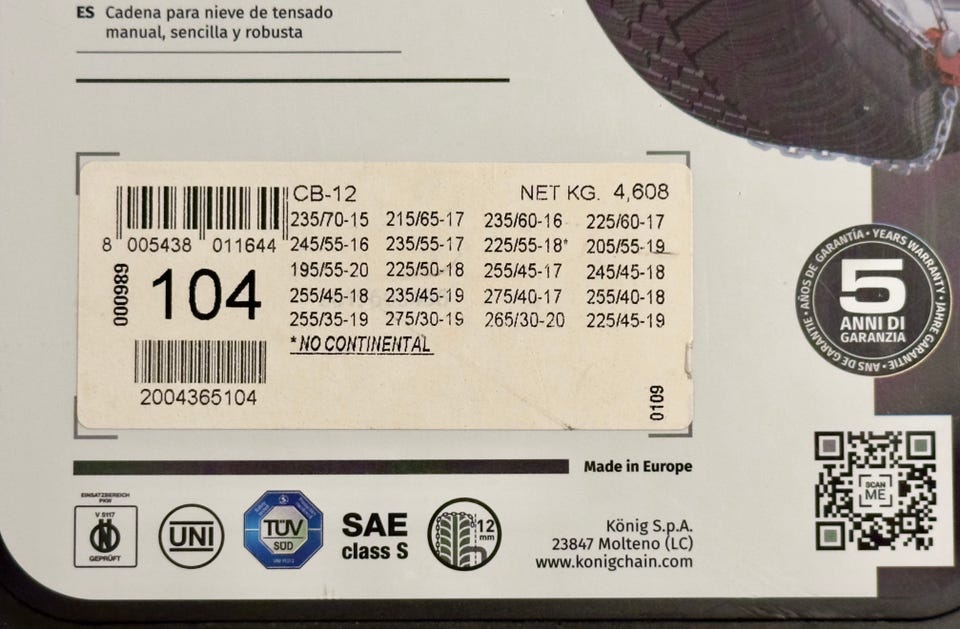 ES Cadena para nieve de tensado
manual, sencilla y robusta
CB-12 NET KG. 4,608
235/70-15 215/65-17 235/60-16 225/60-17
245/55-16 235/55-17 225/55-18* 205/55-19
195/55-20 225/50-18 255/45-17 245/45-18
255/45-18 235/45-19 275/40-17 255/40-18
255/35-19 275/30-19 265/30-20 225/45-19
*NO CONTINENTAL
8 005438 011644
000989
104
2004365104
0109
AÑOS DE GARANTÍA • YEARS WARRANTY • JAHRE GARANTIE • ANS DE GARANTIE •
5
ANNI DI
GARANZIA
Made in Europe
SCAN
ME
EINSATZBEREICH
PKW
V 5117
N
GEPRÜFT
UNI
TÜV
SÜD
SAE
class S
12
mm
König S.p.A.
23847 Molteno (LC)
www.konigchain.com